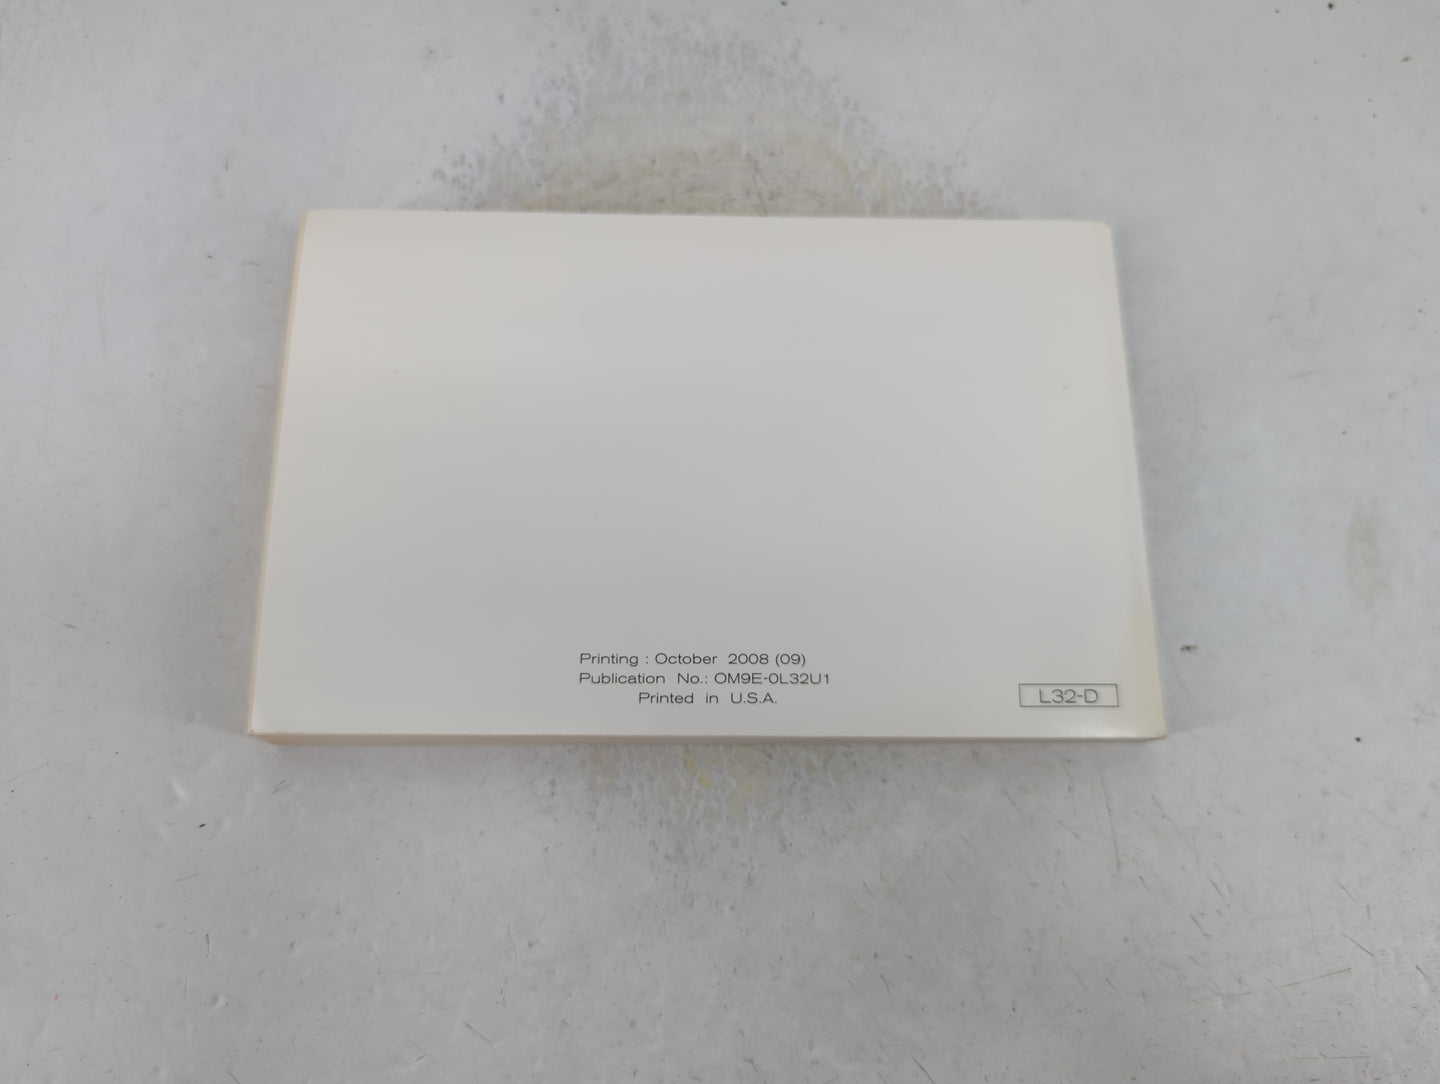 Printing : October 2008 (09)
Publication No.: OM9E-0L32U1
Printed in U.S.A.
L32-D